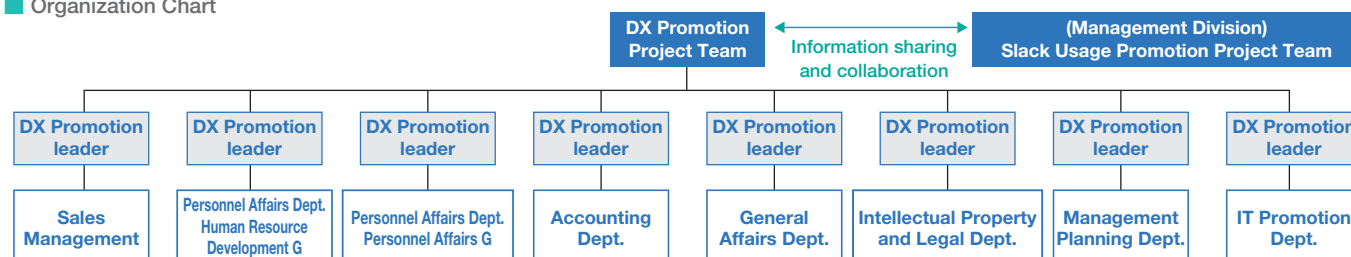 Organization Chart
DX Promotion
Project Team
Information sharing
and collaboration
(Management Division)
Slack Usage Promotion Project Team
DX Promotion
leader
DX Promotion
leader
DX Promotion
leader
DX Promotion
leader
DX Promotion
leader
DX Promotion
leader
DX Promotion
leader
DX Promotion
leader
Sales
Management
Personnel Affairs Dept.
Human Resource
Development G
Personnel Affairs Dept.
Personnel Affairs G
Accounting
Dept.
General
Affairs Dept.
Intellectual Property
and Legal Dept.
Management
Planning Dept.
IT Promotion
Dept.